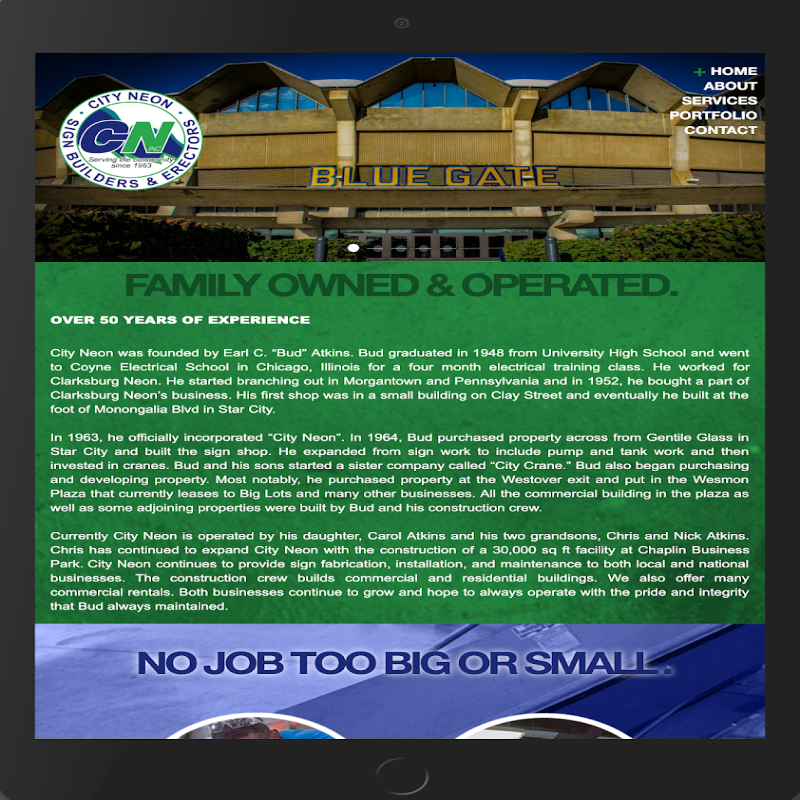 CITY NEON
SIGN BUILDERS & ERECTORS
CN INC
Serving the community
since 1963
+ HOME
ABOUT
SERVICES
PORTFOLIO
CONTACT
BLUE GATE
FAMILY OWNED & OPERATED.
OVER 50 YEARS OF EXPERIENCE
City Neon was founded by Earl C. "Bud" Atkins. Bud graduated in 1948 from University High School and went
to Coyne Electrical School in Chicago, Illinois for a four month electrical training class. He worked for
Clarksburg Neon. He started branching out in Morgantown and Pennsylvania and in 1952, he bought a part of
Clarksburg Neon's business. His first shop was in a small building on Clay Street and eventually he built at the
foot of Monongalia Blvd in Star City.
In 1963, he officially incorporated "City Neon". In 1964, Bud purchased property across from Gentile Glass in
Star City and built the sign shop. He expanded from sign work to include pump and tank work and then
invested in cranes. Bud and his sons started a sister company called "City Crane." Bud also began purchasing
and developing property. Most notably, he purchased property at the Westover exit and put in the Wesmon
Plaza that currently leases to Big Lots and many other businesses. All the commercial building in the plaza as
well as some adjoining properties were built by Bud and his construction crew.
Currently City Neon is operated by his daughter, Carol Atkins and his two grandsons, Chris and Nick Atkins.
Chris has continued to expand City Neon with the construction of a 30,000 sq ft facility at Chaplin Business
Park. City Neon continues to provide sign fabrication, installation, and maintenance to both local and national
businesses. The construction crew builds commercial and residential buildings. We also offer many
commercial rentals. Both businesses continue to grow and hope to always operate with the pride and integrity
that Bud always maintained.
NO JOB TOO BIG OR SMALL.